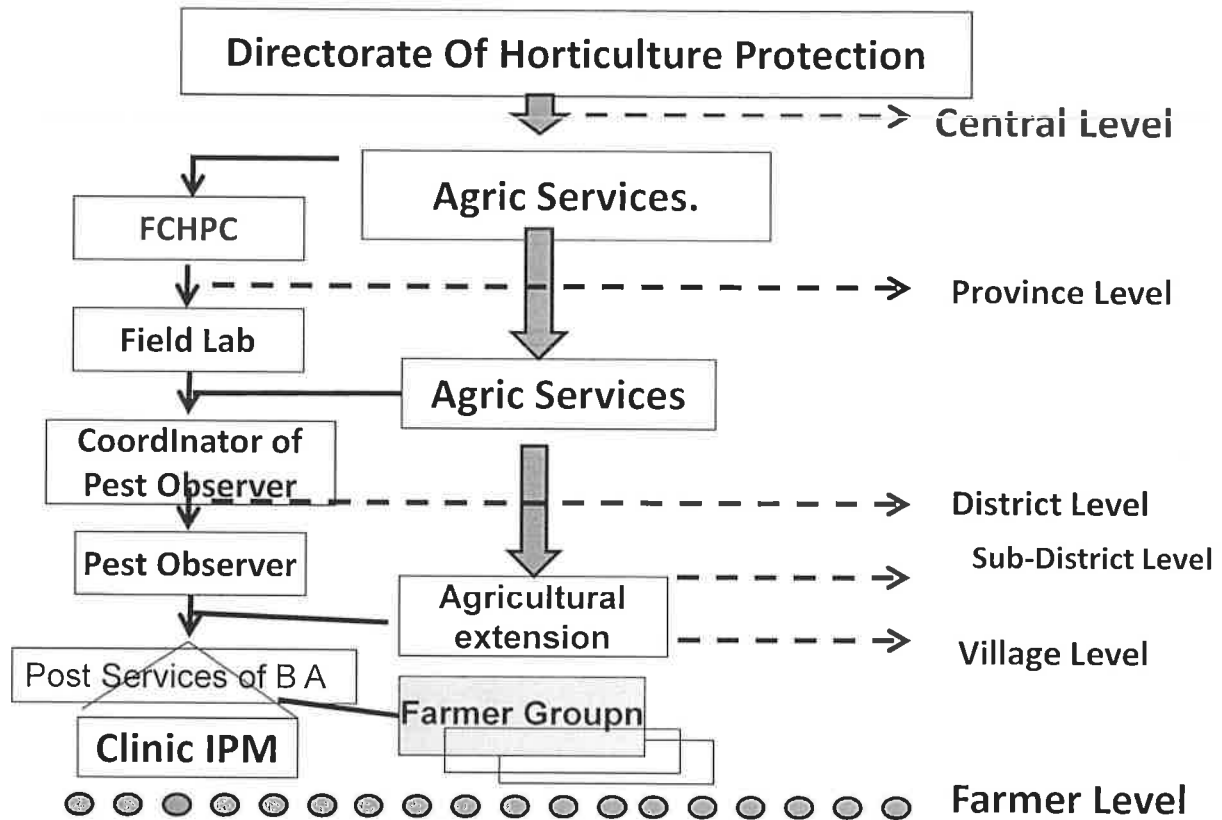 Directorate Of Horticulture Protection
Central Level
Agric Services.
FCHPC
Province Level
Field Lab
Agric Services
CoordInator of
Pest Observer
District Level
Sub-District Level
Pest Observer
Agricultural
extension
Village Level
Post Services of B A
Farmer Groupn
Clinic IPM
Farmer Level